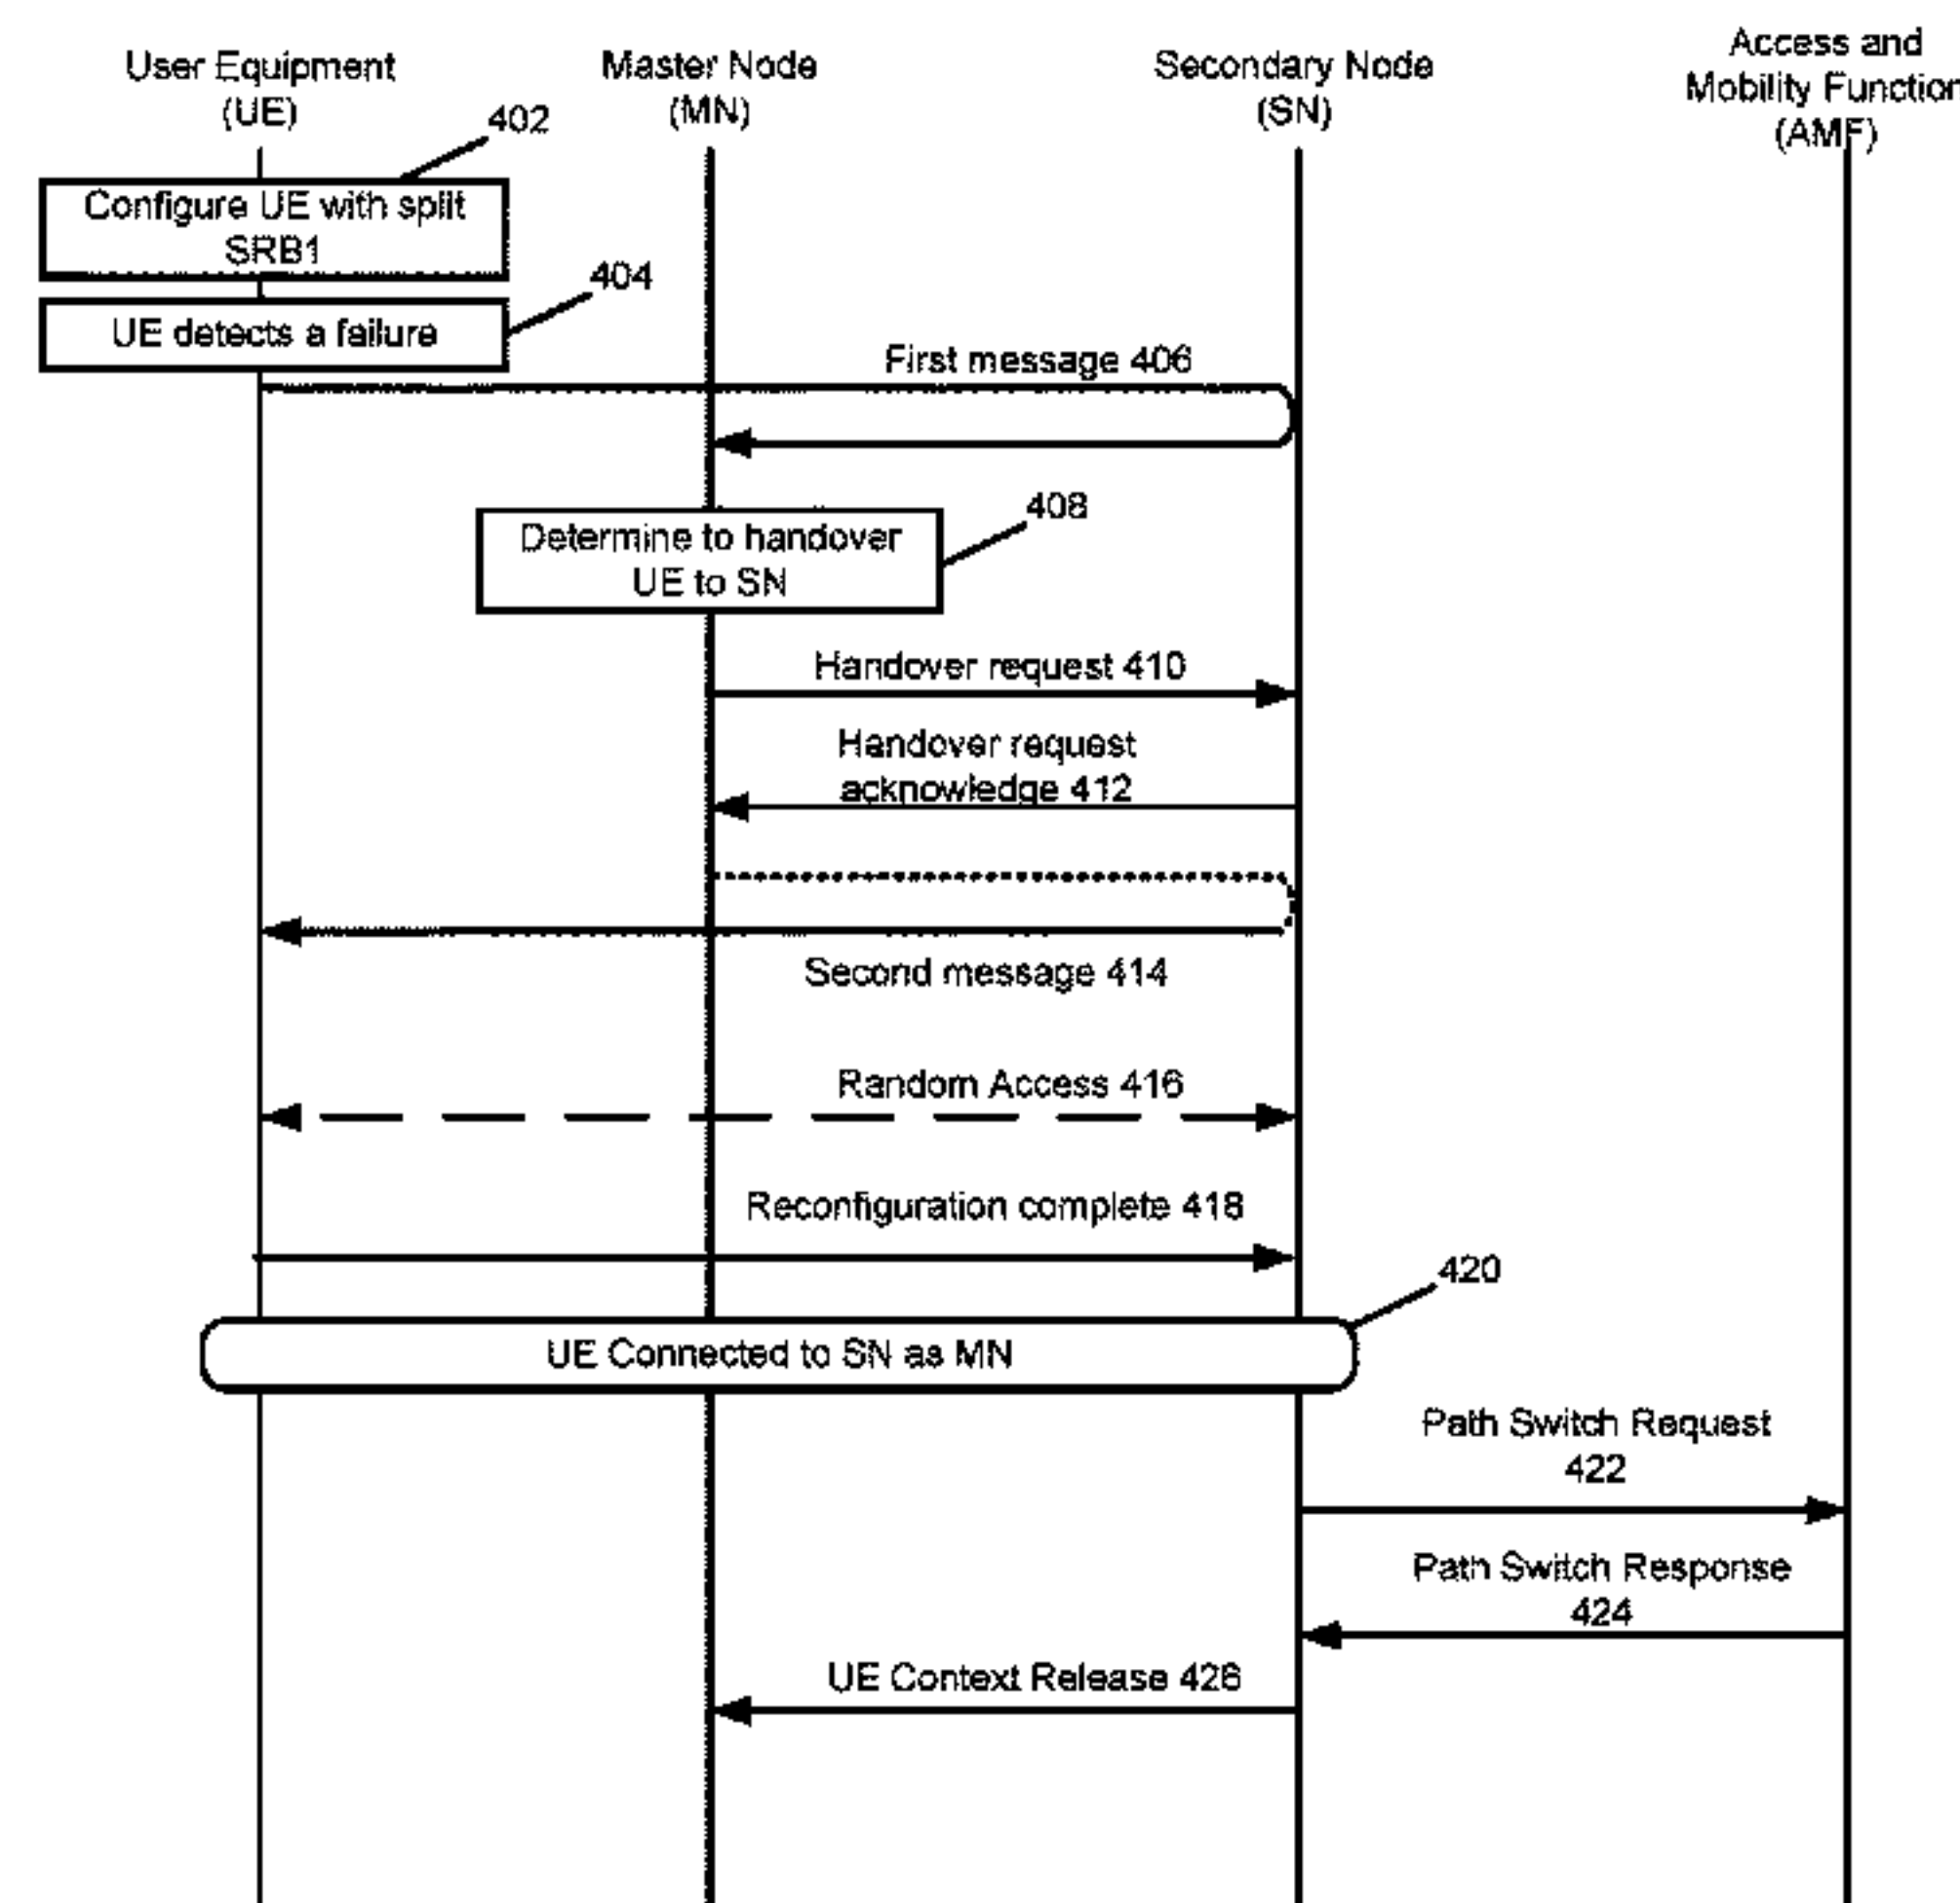 User Equipment
(UE)
Master Node
(MN)
Secondary Node
(SN)
Access and
Mobility Function
(AMF)
402
Configure UE with split
SRB1
404
UE detects a failure
First message 406
408
Determine to handover
UE to SN
Handover request 410
Handover request
acknowledge 412
Second message 414
Random Access 416
Reconfiguration complete 418
420
UE Connected to SN as MN
Path Switch Request
422
Path Switch Response
424
UE Context Release 426